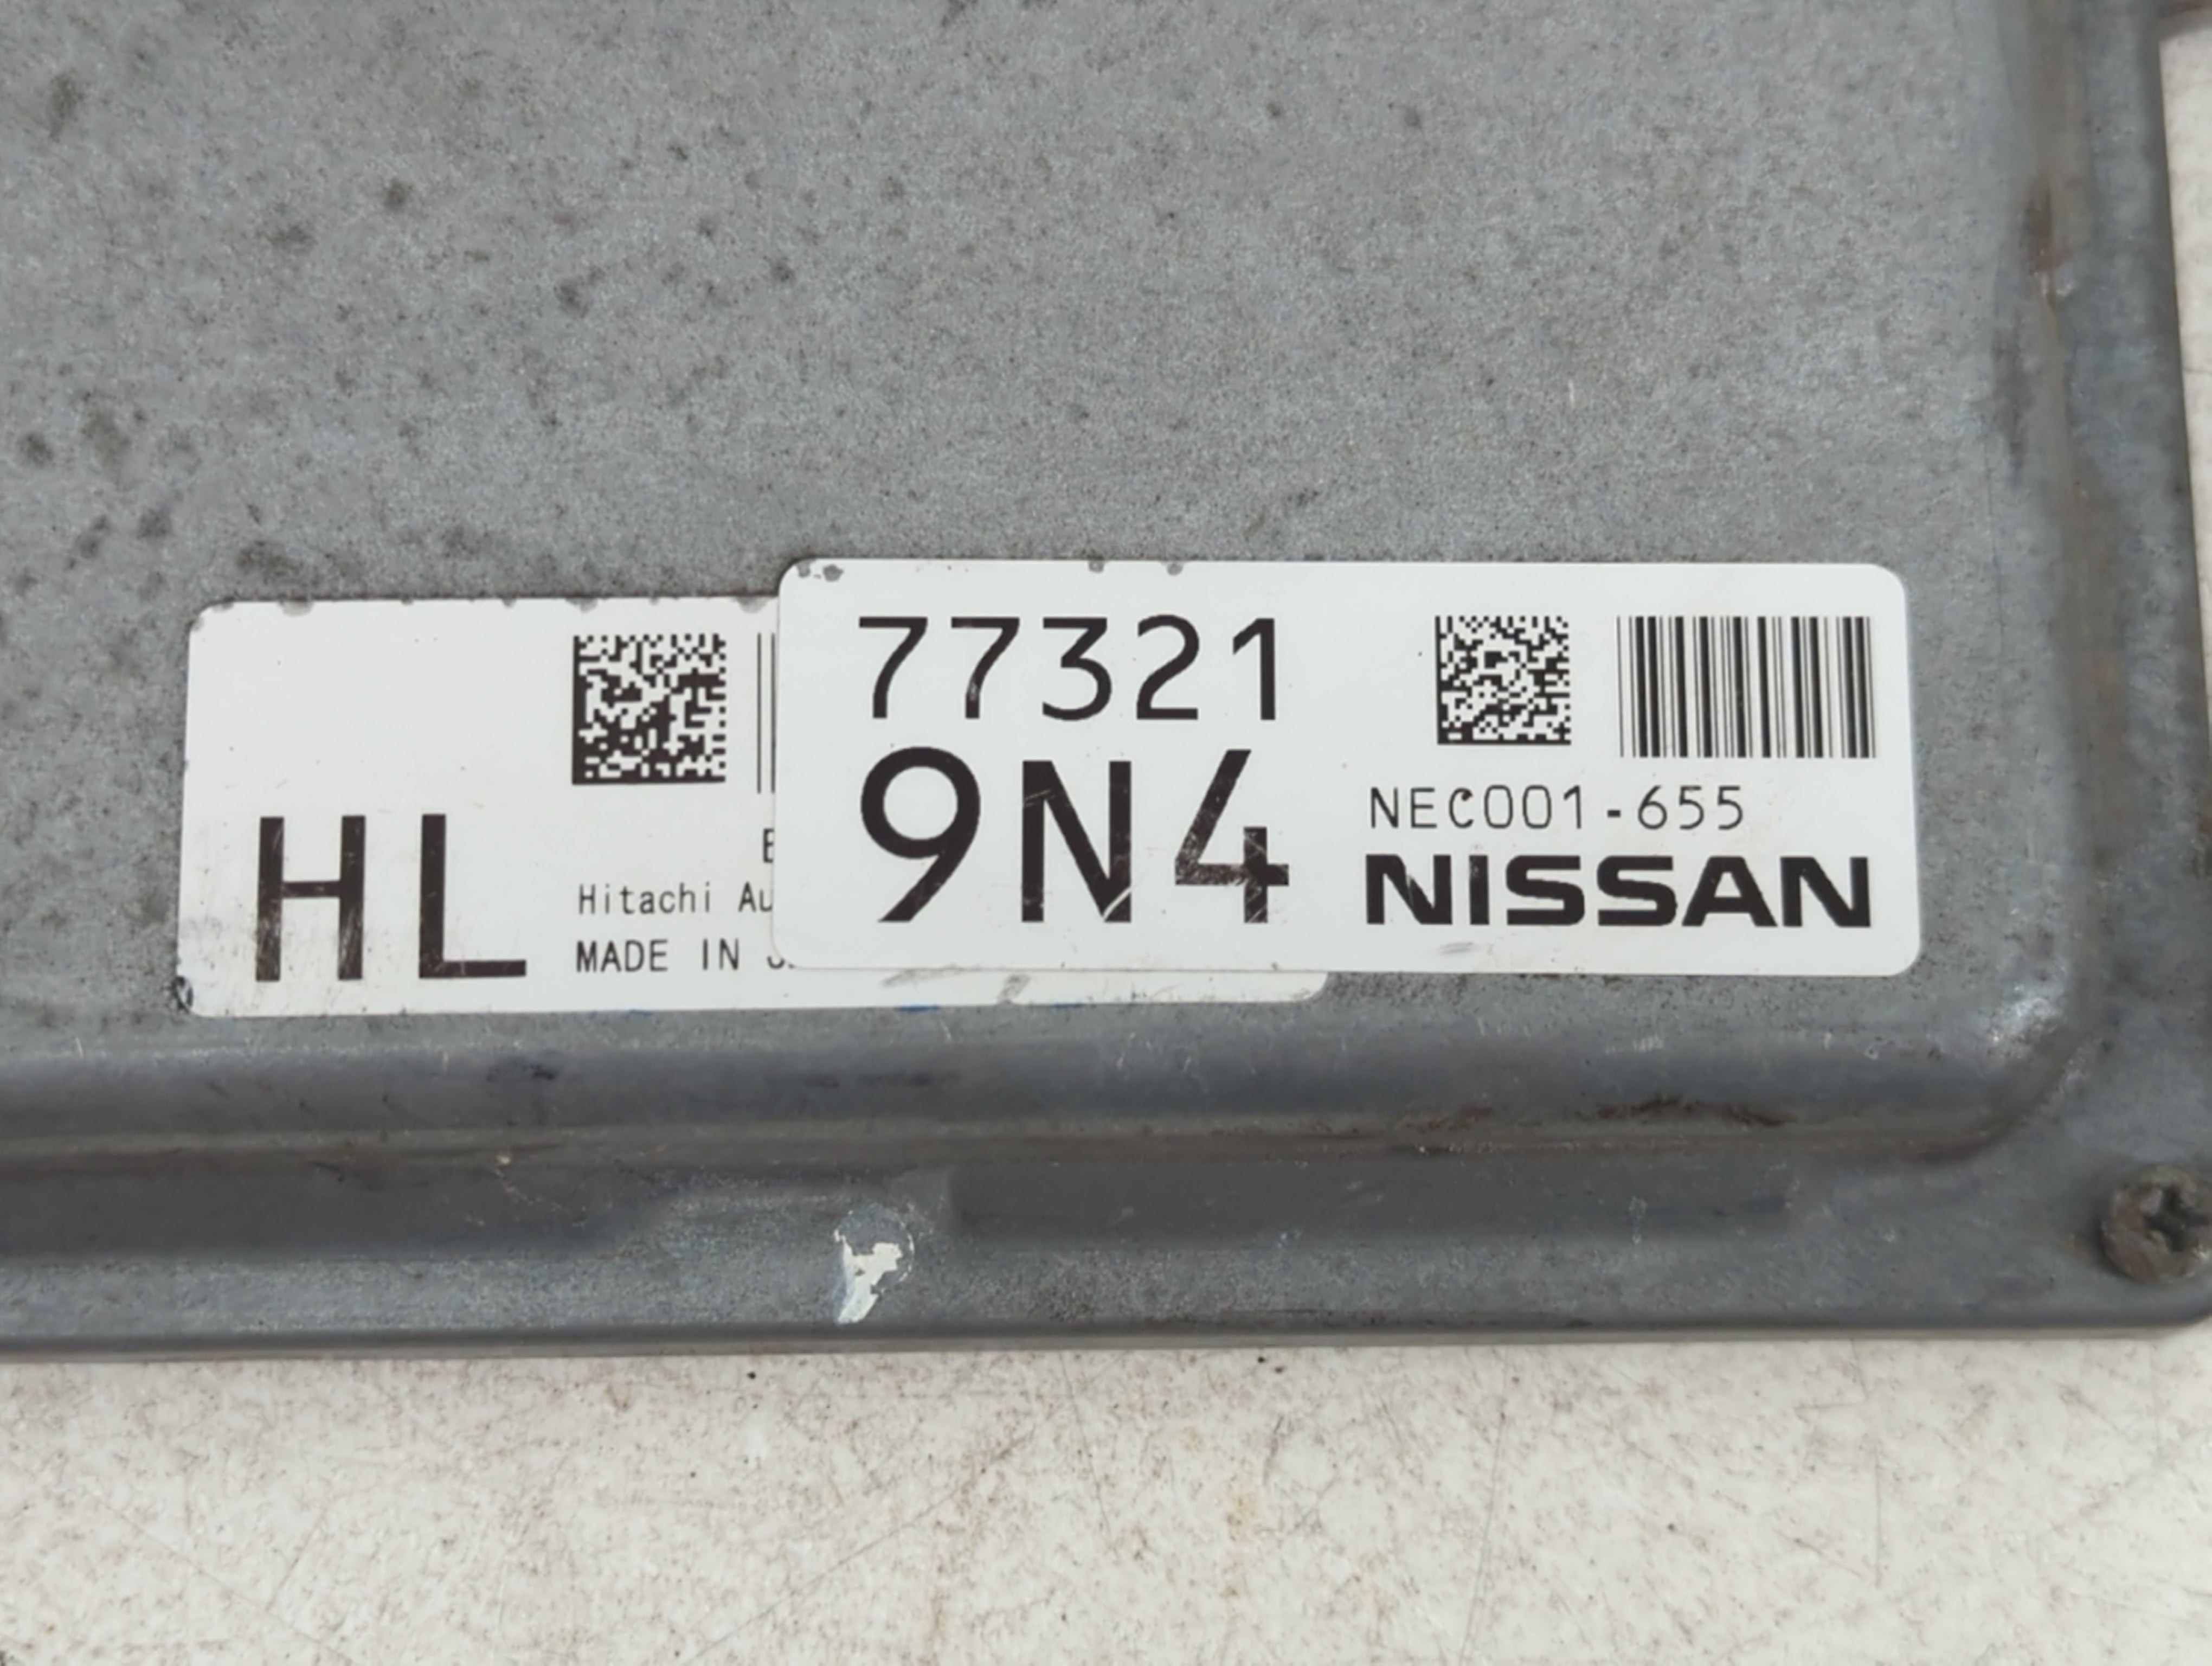 77321
9N4
NEC001-655
NISSAN
HL
Hitachi
MADE IN